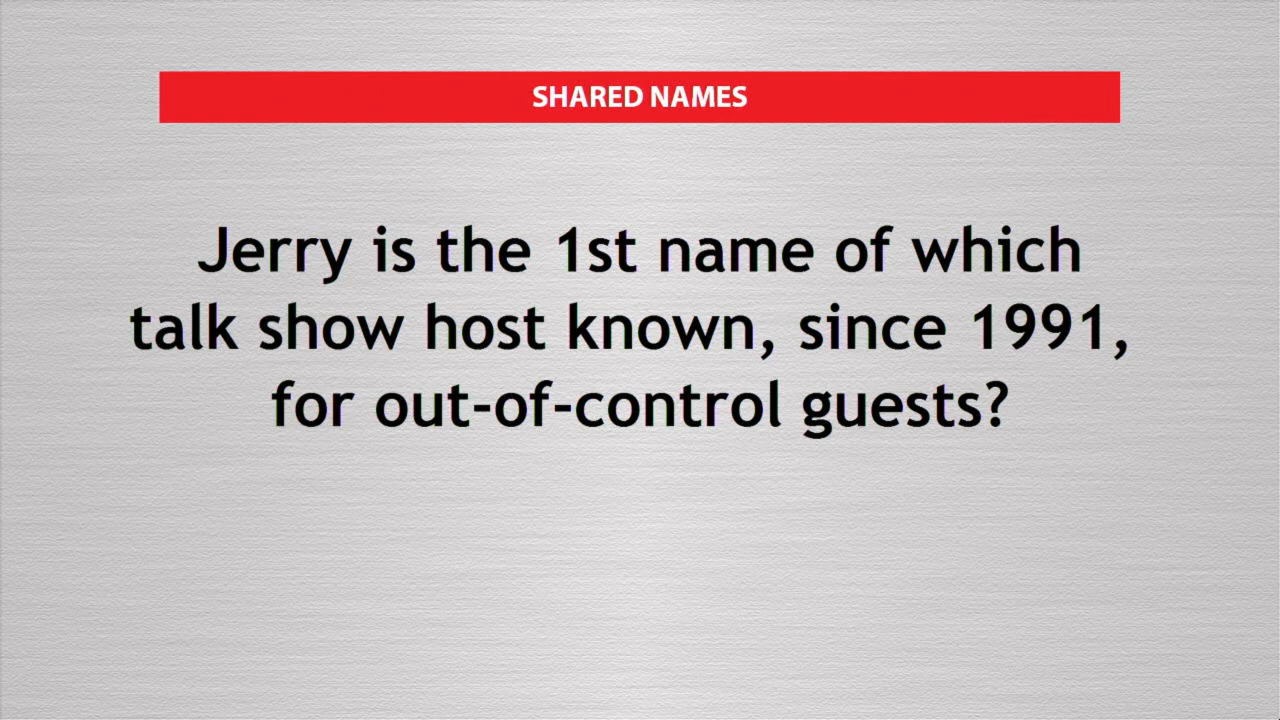 SHARED NAMES
Jerry is the 1st name of which
talk show host known, since 1991,
for out-of-control guests?